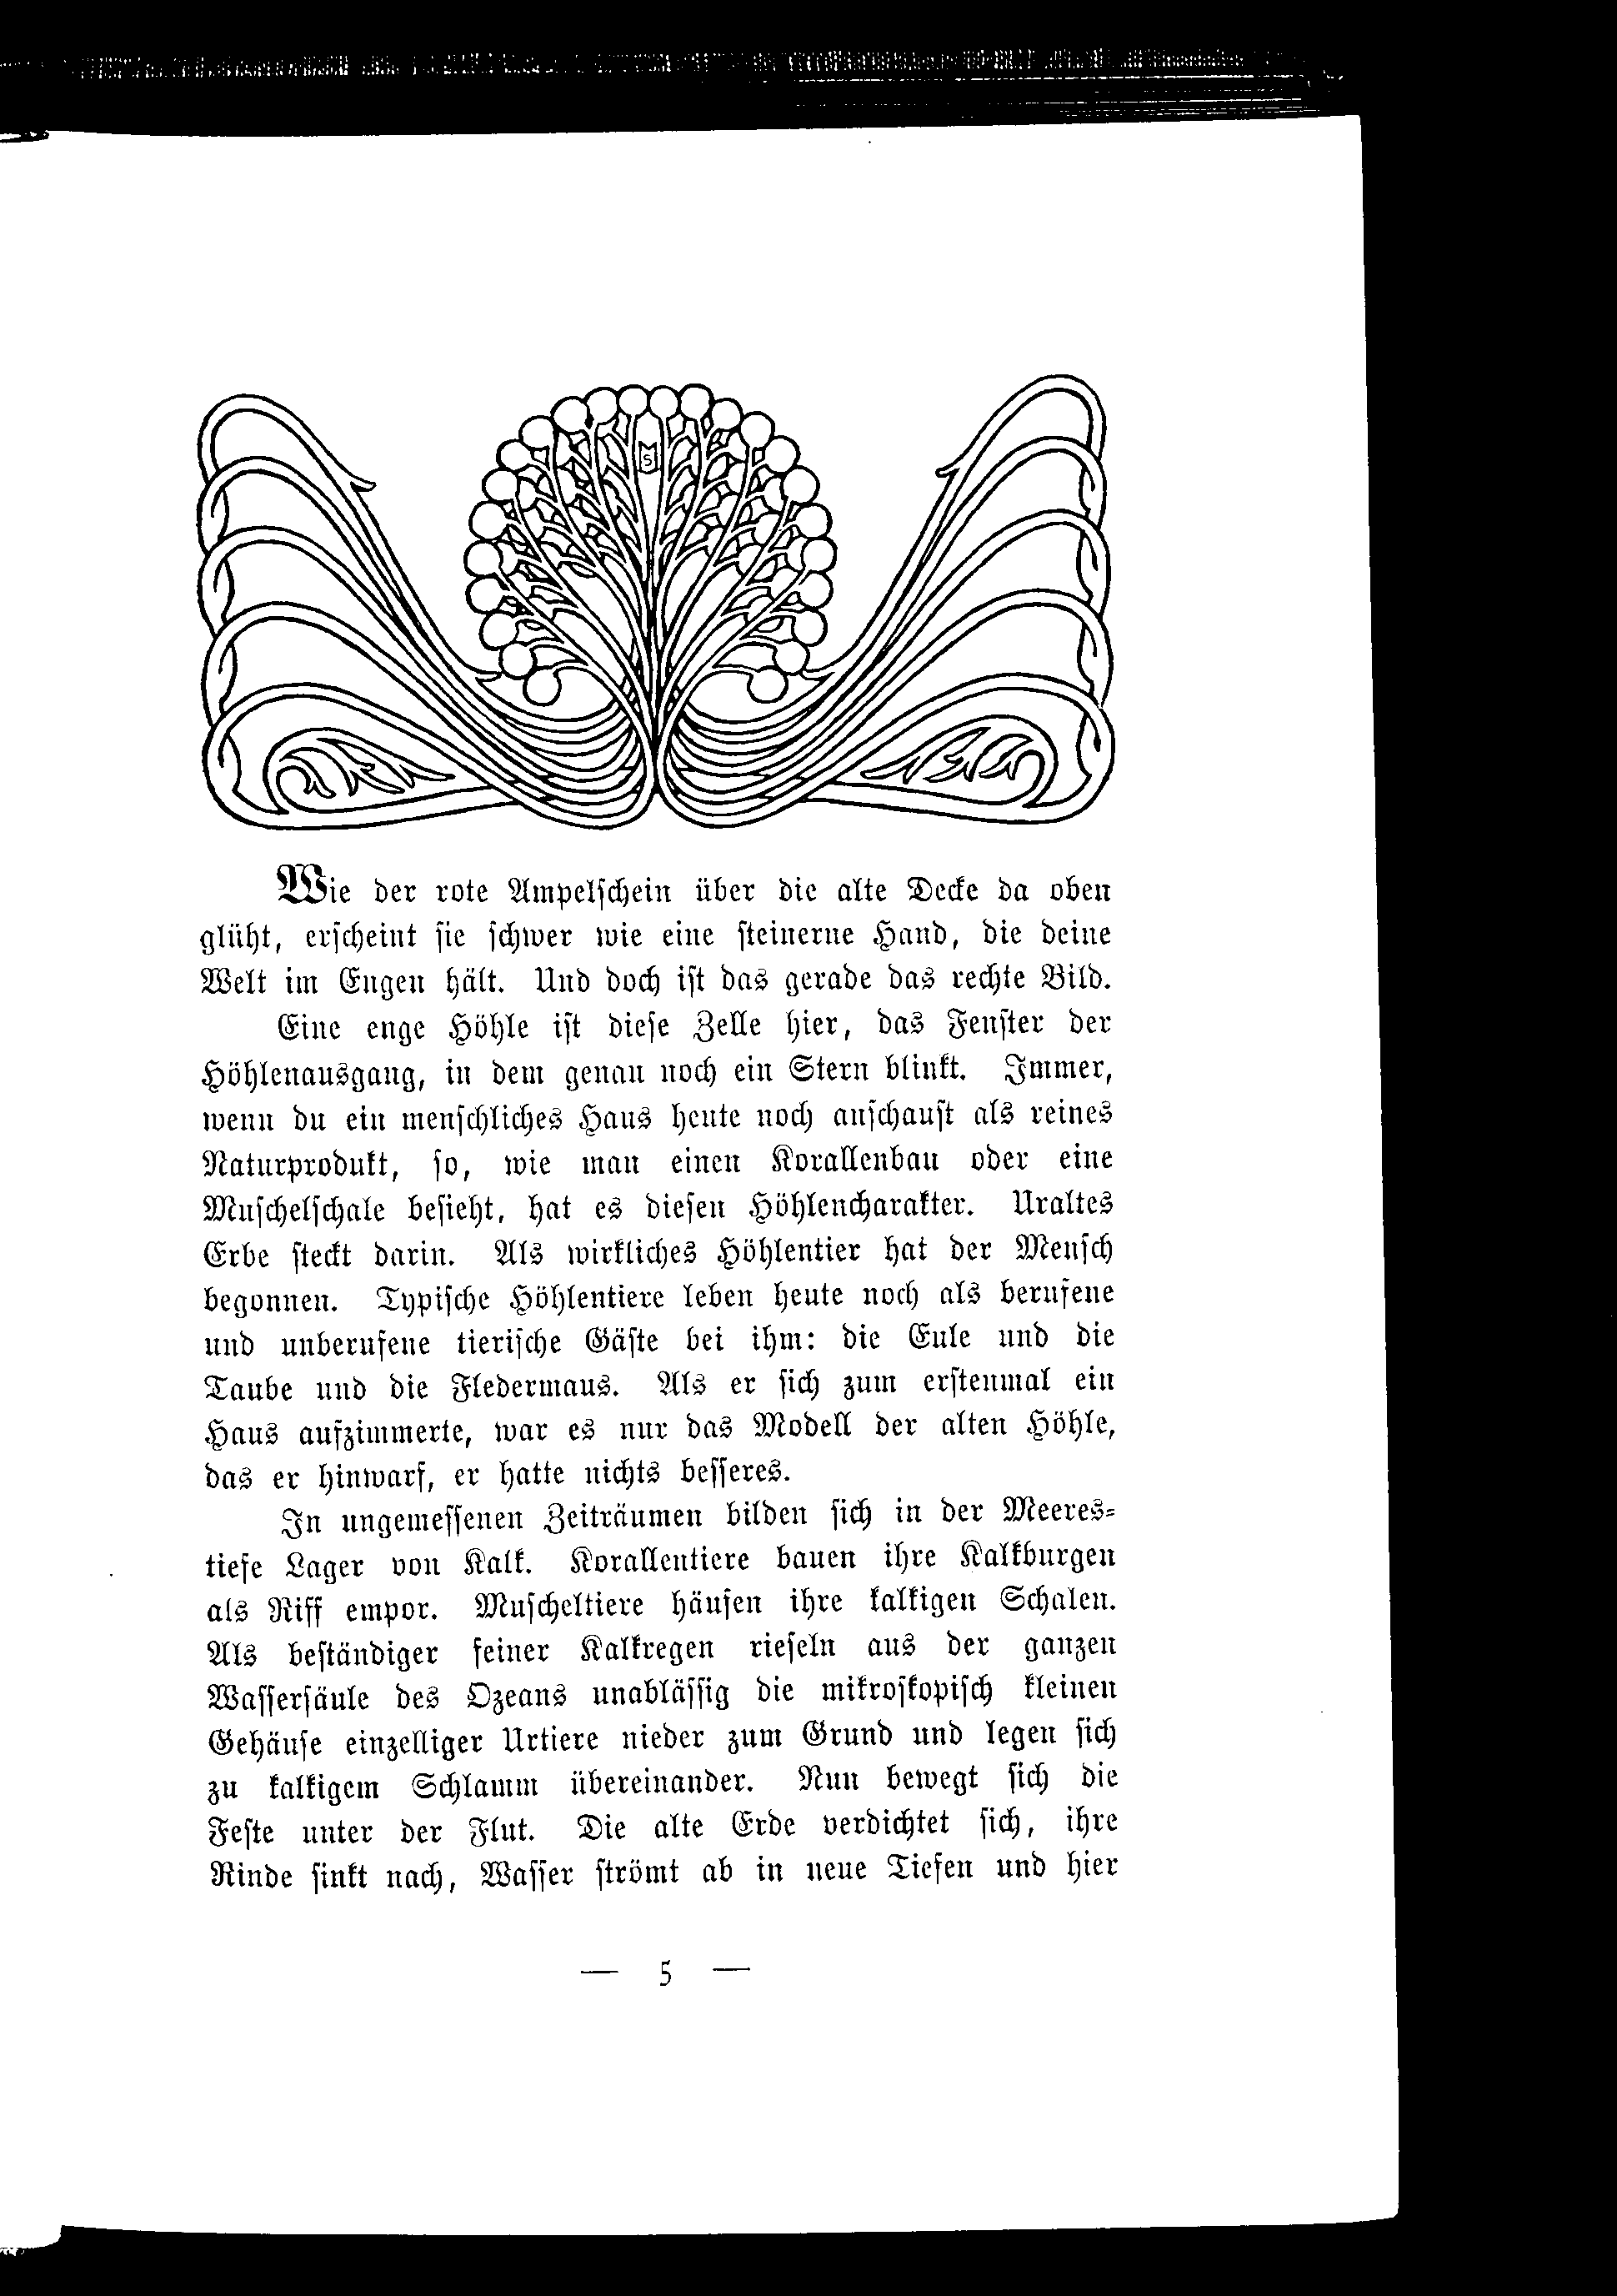 Wie der rote Ampelschein über die alte Decke da oben
glüht, erscheint sie schwer wie eine steinerne Hand, die deine
Welt im Engen hält. Und doch ist das gerade das rechte Bild.
Eine enge Höhle ist diese Zelle hier, das Fenster der
Höhlenausgang, in dem genau noch ein Stern blinkt. Immer,
wenn du ein menschliches Haus heute noch anschaust als reines
Naturprodukt, so, wie man einen Korallenbau oder eine
Muschelschale besieht, hat es diesen Höhlencharakter. Uraltes
Erbe steckt darin. Als wirkliches Höhlentier hat der Mensch
begonnen. Typische Höhlentiere leben heute noch als berufene
und unberufene tierische Gäste bei ihm: die Eule und die
Taube und die Fledermaus. Als er sich zum erstenmal ein
Haus aufzimmerte, war es nur das Modell der alten Höhle,
das er hinwarf, er hatte nichts besseres.
In ungemessenen Zeiträumen bilden sich in der Meeres-
tiefe Lager von Kalk. Korallentiere bauen ihre Kalkburgen
als Riff empor. Muscheltiere häufen ihre kalkigen Schalen.
Als beständiger feiner Kalkregen rieseln aus der ganzen
Wassersäule des Ozeans unablässig die mikroskopisch kleinen
Gehäuse einzelliger Urtiere nieder zum Grund und legen sich
zu kalkigem Schlamm übereinander. Nun bewegt sich die
Feste unter der Flut. Die alte Erde verdichtet sich, ihre
Rinde sinkt nach, Wasser strömt ab in neue Tiefen und hier
— 5 —